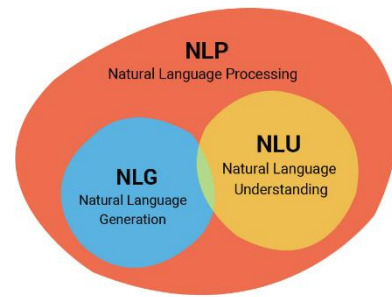 NLP
Natural Language Processing
NLU
Natural Language
Understanding
NLG
Natural Language
Generation